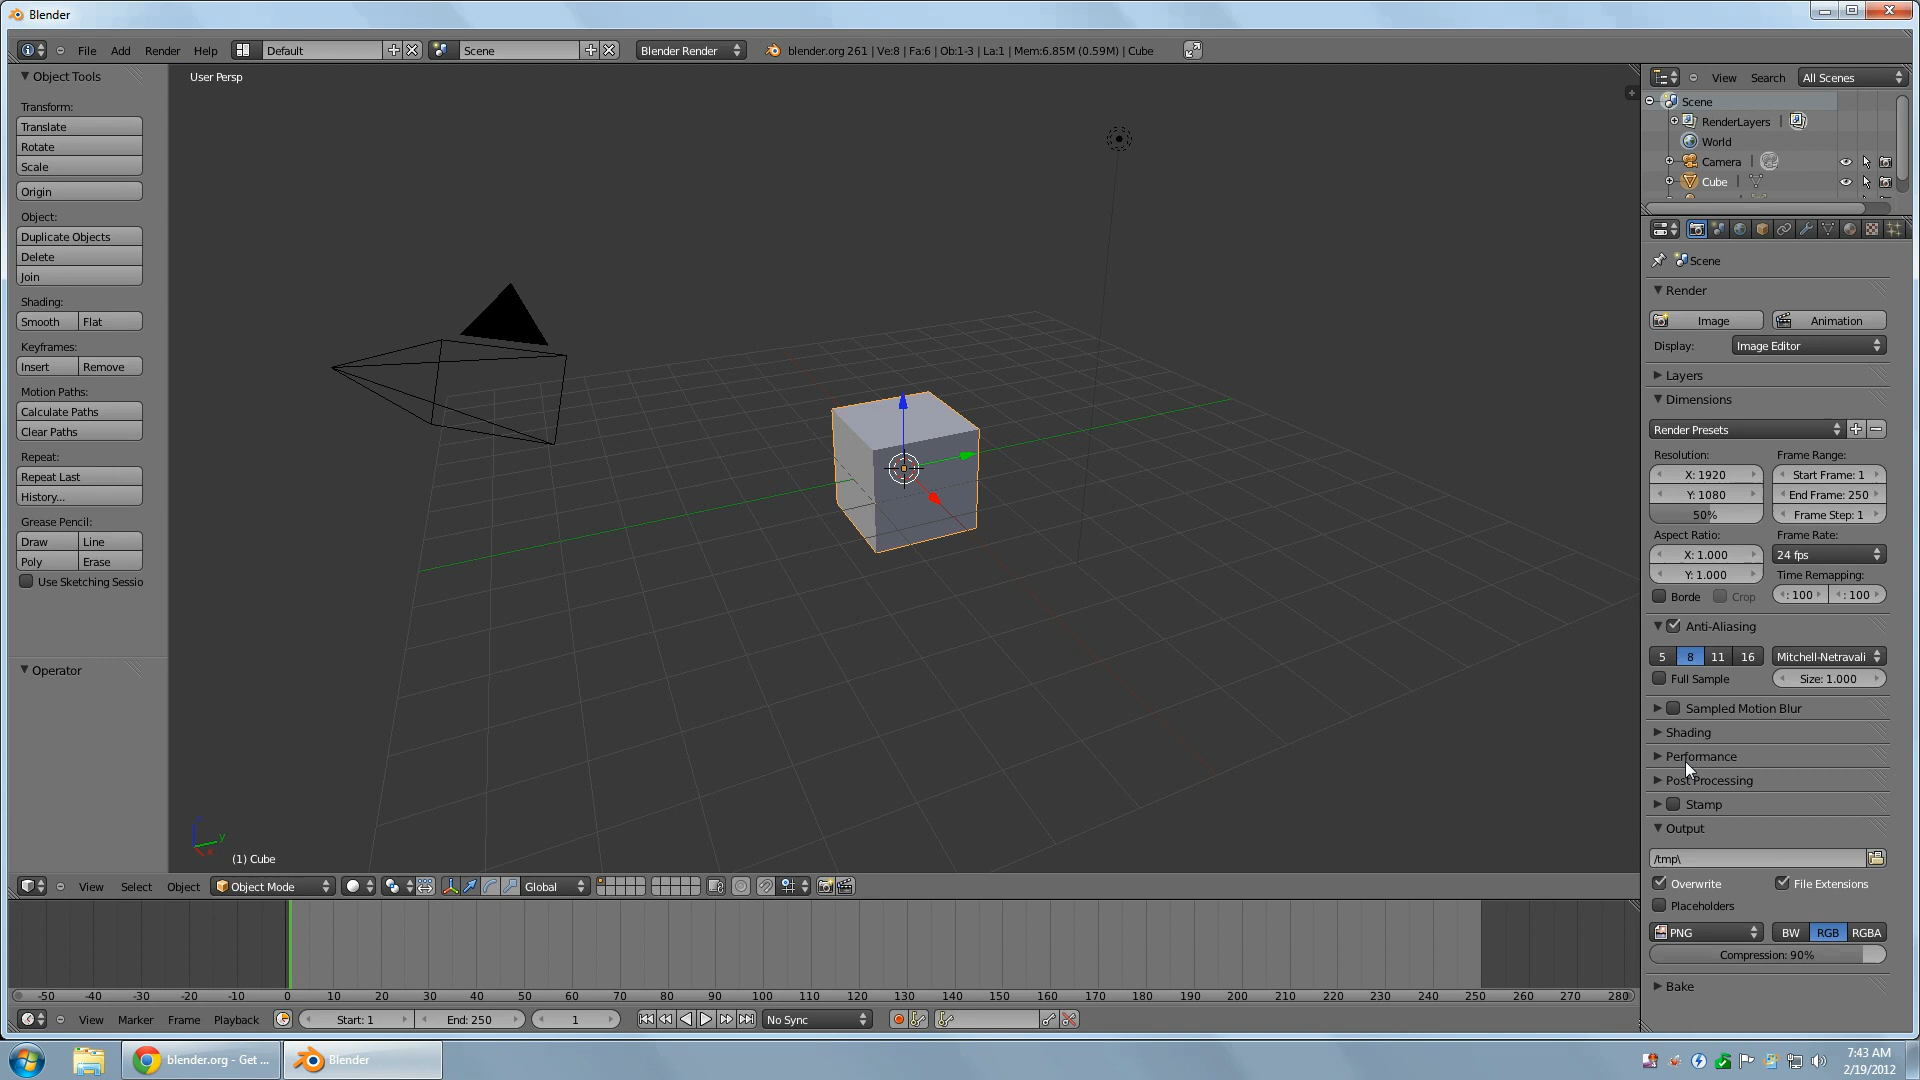 Blender
File Add Render Help Default Scene Blender Render blender.org 261 | Ve:8 | Fa:6 | Ob:1-3 | La:1 | Mem:6.85M (0.59M) | Cube
Object Tools
Transform:
Translate
Rotate
Scale
Origin
Object:
Duplicate Objects
Delete
Join
Shading:
Smooth Flat
Keyframes:
Insert Remove
Motion Paths:
Calculate Paths
Clear Paths
Repeat:
Repeat Last
History...
Grease Pencil:
Draw Line
Poly Erase
Use Sketching Sessio
Operator
User Persp
z
y
x
(1) Cube
View Select Object Object Mode Global
View Search All Scenes
Scene
RenderLayers |
World
Camera |
Cube |
Scene
Render
Image Animation
Display: Image Editor
Layers
Dimensions
Render Presets
Resolution: Frame Range:
X: 1920 Start Frame: 1
Y: 1080 End Frame: 250
50% Frame Step: 1
Aspect Ratio: Frame Rate:
X: 1.000 24 fps
Y: 1.000 Time Remapping:
Borde Crop : 100 : 100
Anti-Aliasing
5 8 11 16 Mitchell-Netravali
Full Sample Size: 1.000
Sampled Motion Blur
Shading
Performance
Post Processing
Stamp
Output
/tmp\
Overwrite File Extensions
Placeholders
PNG BW RGB RGBA
Compression: 90%
Bake
-50 -40 -30 -20 -10 0 10 20 30 40 50 60 70 80 90 100 110 120 130 140 150 160 170 180 190 200 210 220 230 240 250 260 270 280
View Marker Frame Playback Start: 1 End: 250 1 No Sync
blender.org - Get ... Blender
7:43 AM
2/19/2012